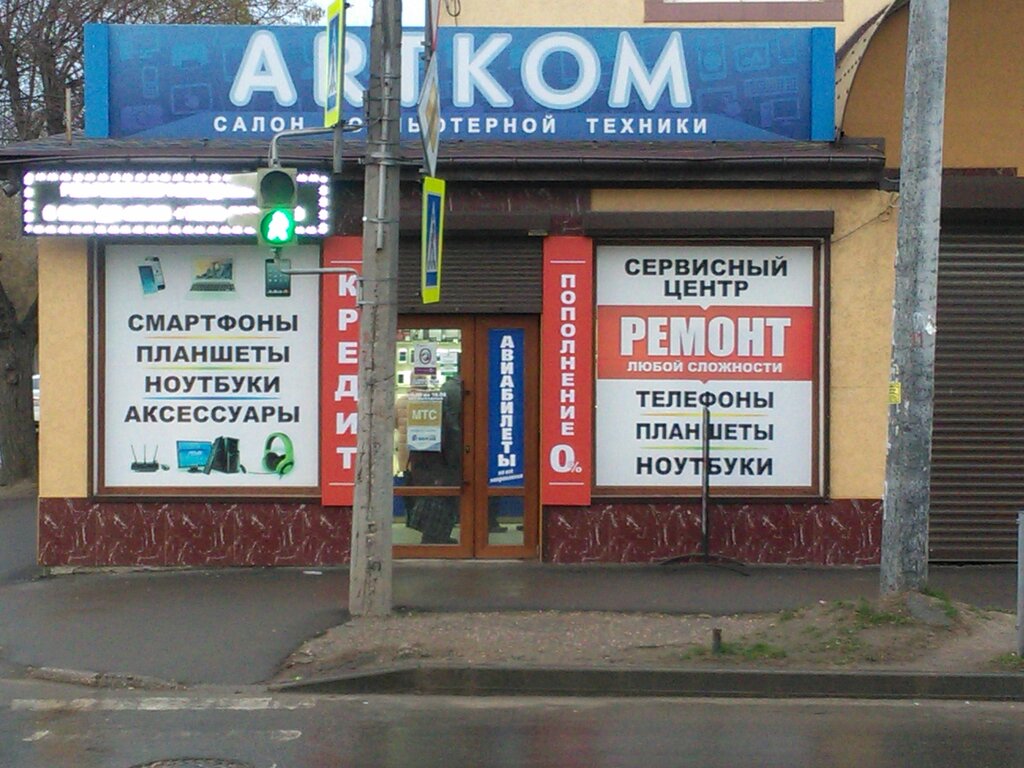 ARTKOM
САЛОН КОМПЬЮТЕРНОЙ ТЕХНИКИ
СМАРТФОНЫ
ПЛАНШЕТЫ
НОУТБУКИ
АКСЕССУАРЫ
КРЕДИТ
МТС
АВИАБИЛЕТЫ
ПОПОЛНЕНИЕ
0%
СЕРВИСНЫЙ
ЦЕНТР
РЕМОНТ
ЛЮБОЙ СЛОЖНОСТИ
ТЕЛЕФОНЫ
ПЛАНШЕТЫ
НОУТБУКИ